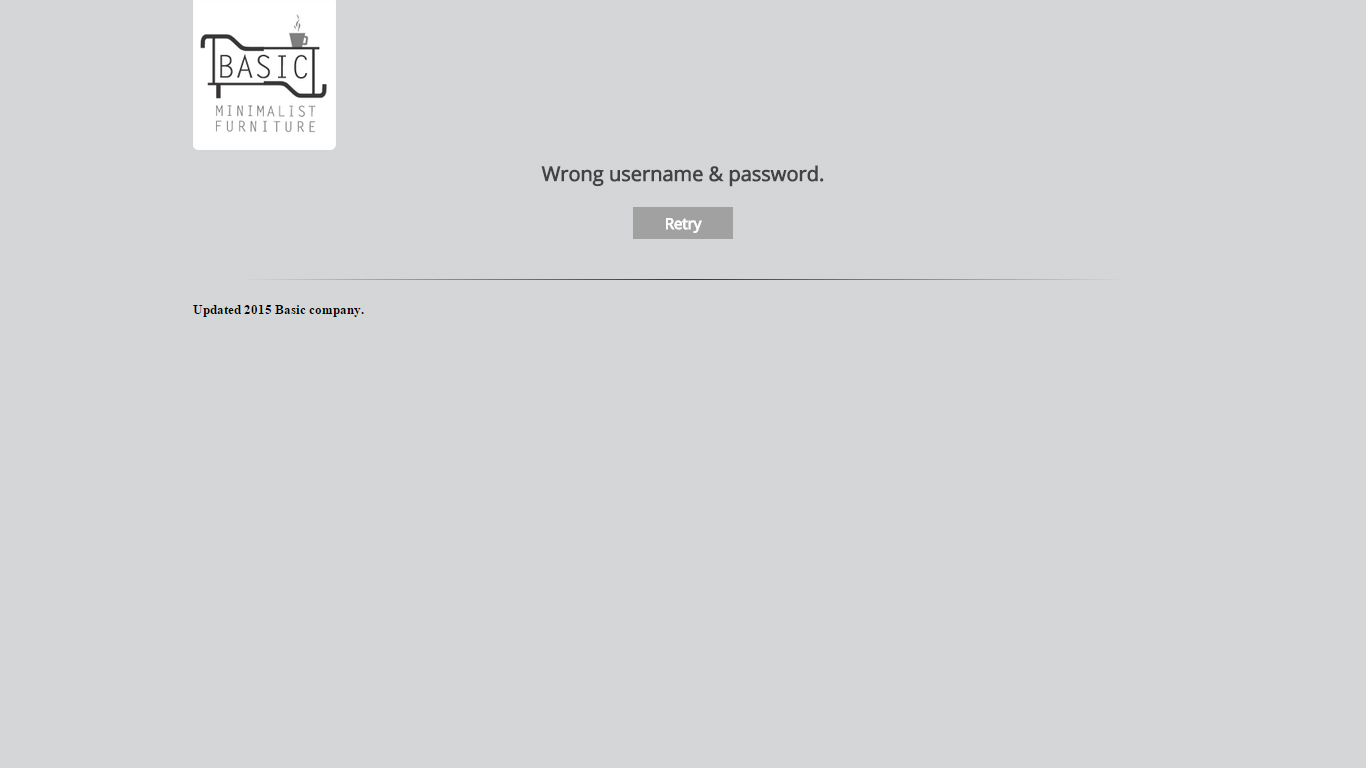 BASIC
MINIMALIST
FURNITURE
Wrong username & password.
Retry
Updated 2015 Basic company.